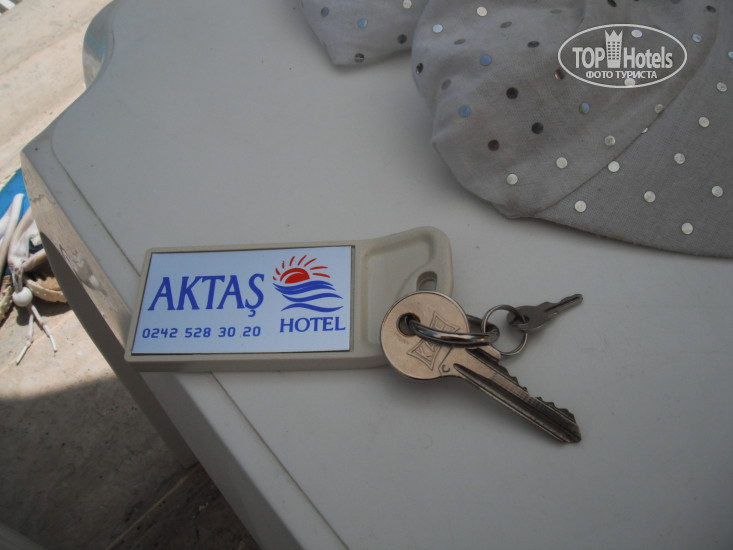 TOP Hotels
ФОТО ТУРИСТА
AKTAŞ
HOTEL
0242 528 30 20